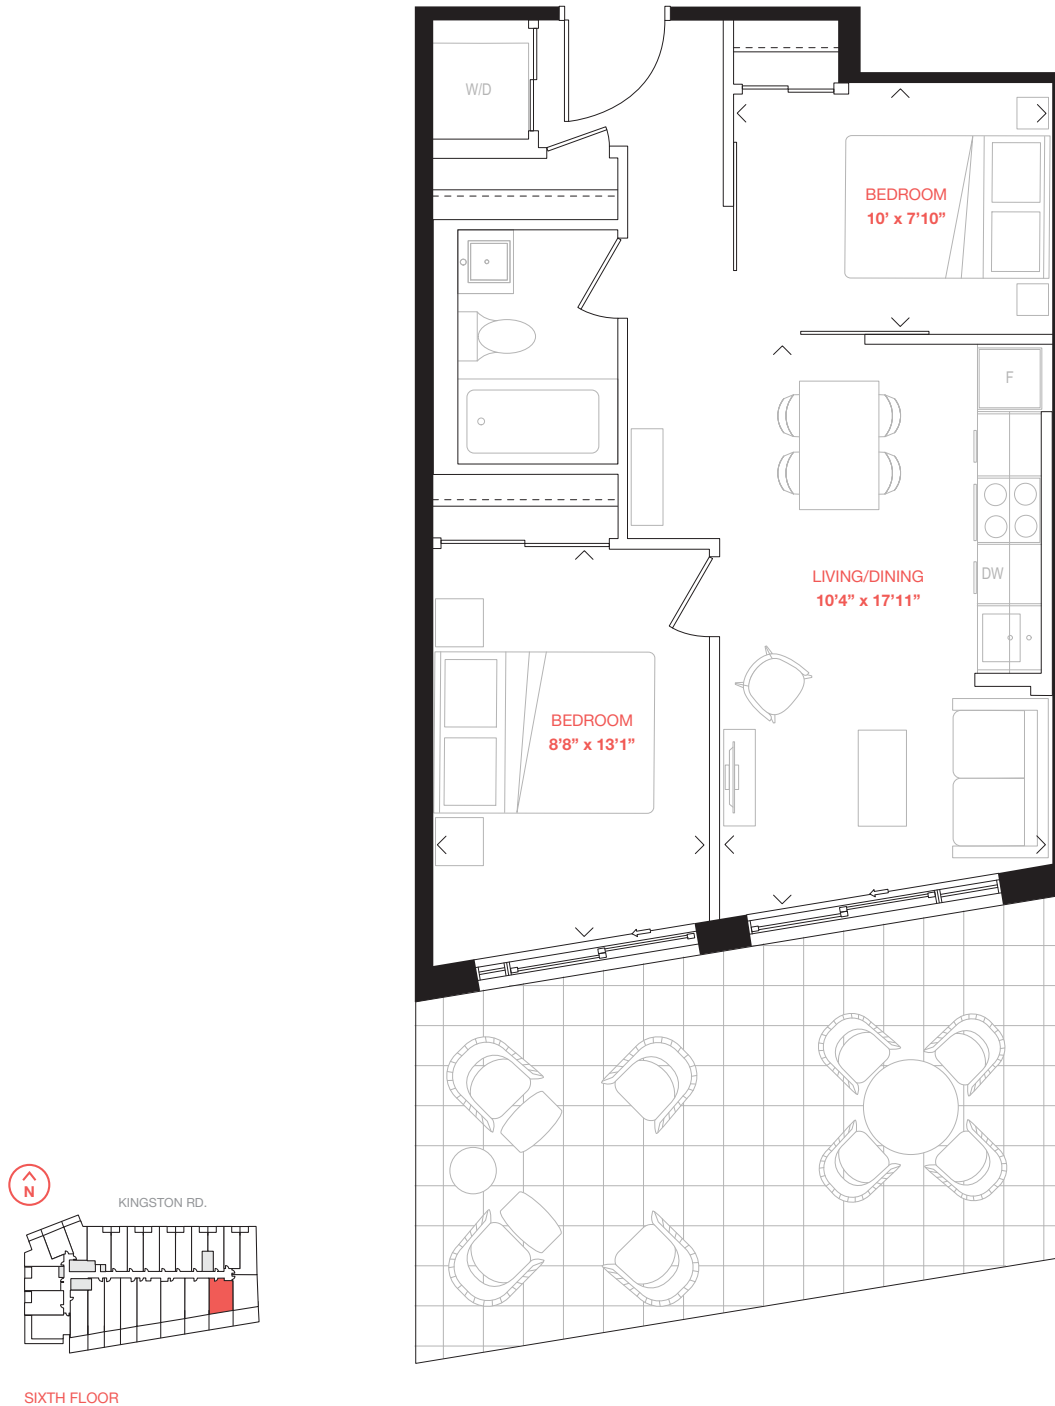 W/D
BEDROOM
10’ x 7’10”
F
LIVING/DINING
10’4” x 17’11”
DW
BEDROOM
8’8” x 13’1”
N
KINGSTON RD.
SIXTH FLOOR